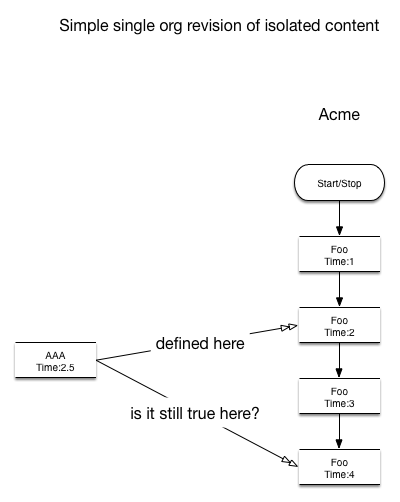 Simple single org revision of isolated content
Acme
Start/Stop
Foo
Time:1
Foo
Time:2
defined here
AAA
Time:2.5
Foo
Time:3
is it still true here?
Foo
Time:4